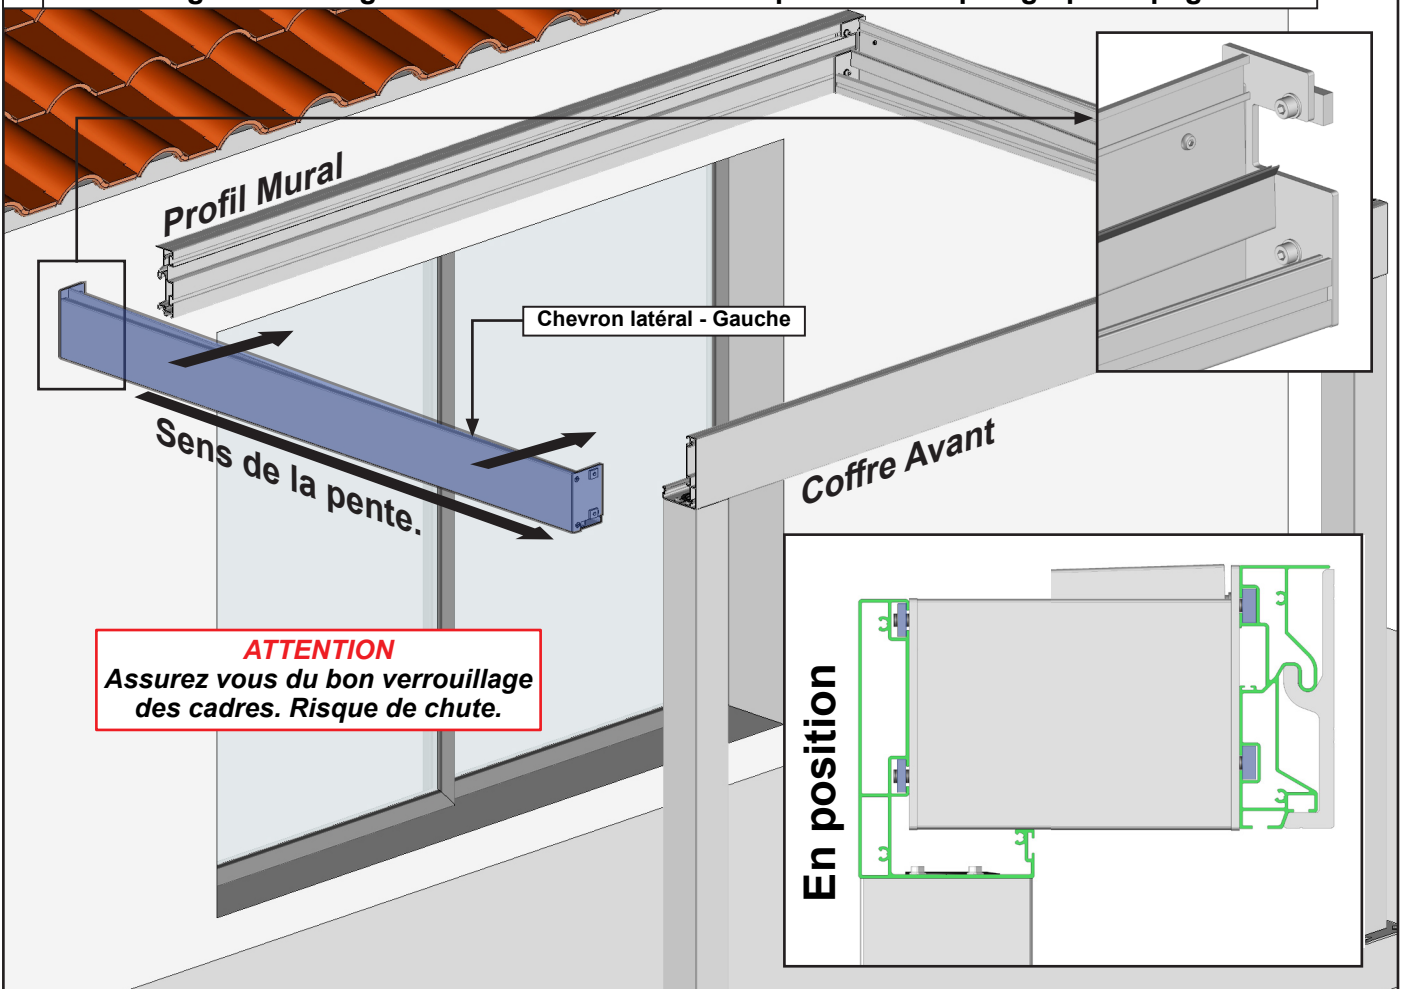 Profil Mural
Chevron latéral - Gauche
Sens de la pente.
Coffre Avant
ATTENTION
Assurez vous du bon verrouillage
des cadres. Risque de chute.
En position